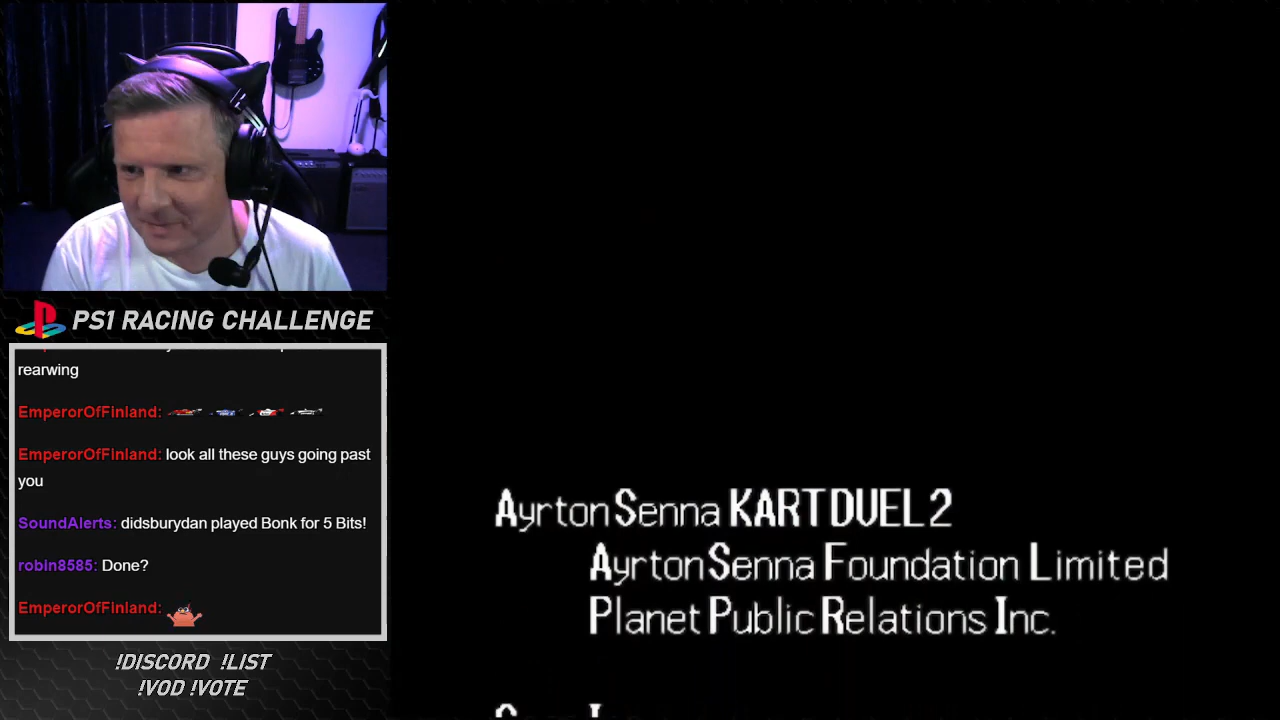 PS1 RACING CHALLENGE
rearwing
EmperorOfFinland:
EmperorOfFinland: look all these guys going past
you
SoundAlerts: didsburydan played Bonk for 5 Bits!
robin8585: Done?
EmperorOfFinland:
!DISCORD !LIST
!VOD !VOTE
Ayrton Senna KART DUEL 2
Ayrton Senna Foundation Limited
Planet Public Relations Inc.